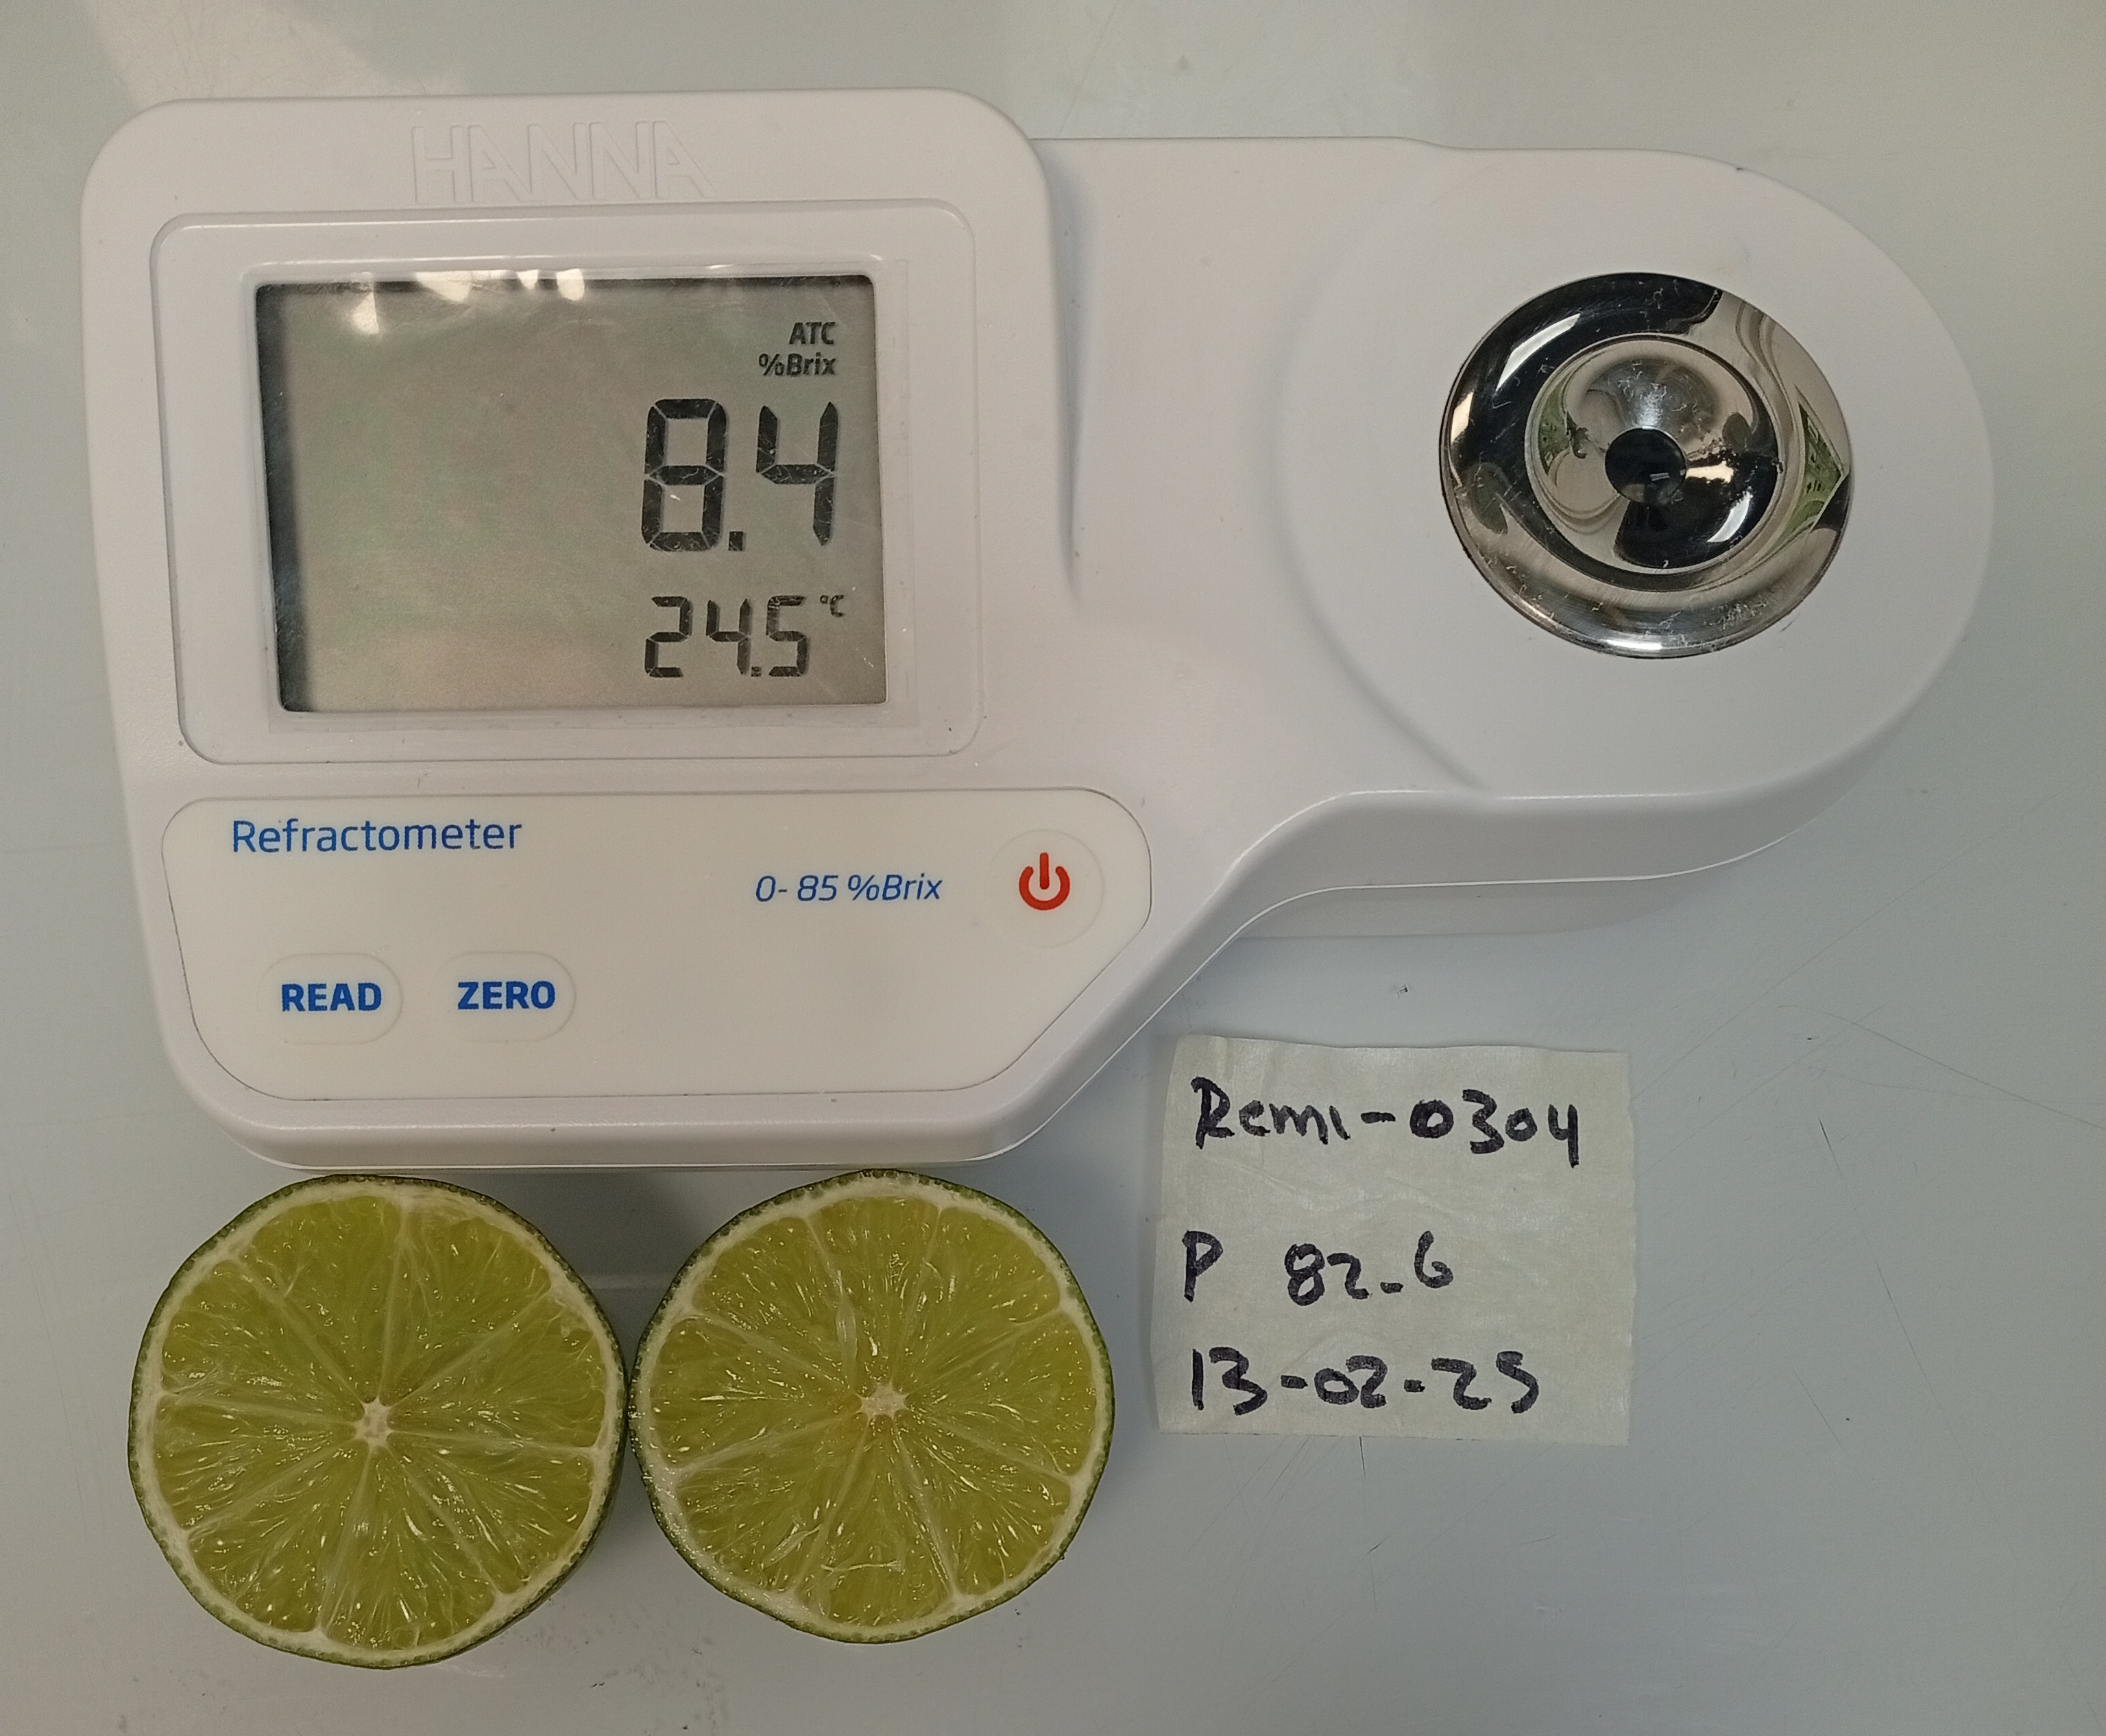 HANNA
ATC
%Brix
8.4
24.5 °C
Refractometer
0-85 %Brix
READ ZERO
Remi-0304
P 82-6
13-02-25